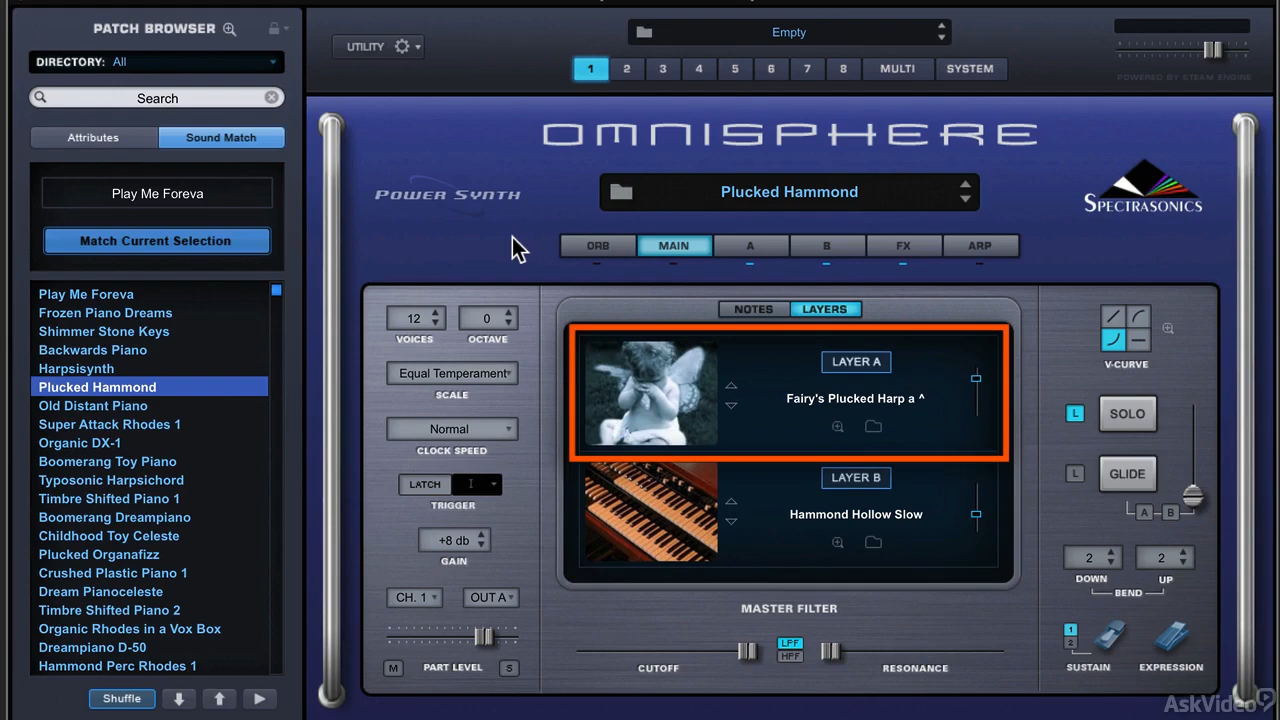 PATCH BROWSER
DIRECTORY: All
Search
Attributes
Sound Match
Play Me Foreva
Match Current Selection
Play Me Foreva
Frozen Piano Dreams
Shimmer Stone Keys
Backwards Piano
Harpsisynth
Plucked Hammond
Old Distant Piano
Super Attack Rhodes 1
Organic DX-1
Boomerang Toy Piano
Typosonic Harpsichord
Timbre Shifted Piano 1
Boomerang Dreampiano
Childhood Toy Celeste
Plucked Organafizz
Crushed Plastic Piano 1
Dream Pianoceleste
Timbre Shifted Piano 2
Organic Rhodes in a Vox Box
Dreampiano D-50
Hammond Perc Rhodes 1
Shuffle
UTILITY
Empty
1 2 3 4 5 6 7 8 MULTI SYSTEM
POWERED BY STEAM ENGINE
OMNISPHERE
POWER SYNTH
Plucked Hammond
SPECTRASONICS
ORB MAIN A B FX ARP
12
VOICES
0
OCTAVE
Equal Temperament
SCALE
Normal
CLOCK SPEED
LATCH
TRIGGER
+8 db
GAIN
CH. 1
OUT A
M
PART LEVEL
S
NOTES
LAYERS
LAYER A
Fairy's Plucked Harp a ^
LAYER B
Hammond Hollow Slow
MASTER FILTER
CUTOFF
LPF
HPF
RESONANCE
V-CURVE
L
SOLO
L
GLIDE
A B
2
DOWN
2
UP
BEND
1
2
SUSTAIN
EXPRESSION
AskVideo